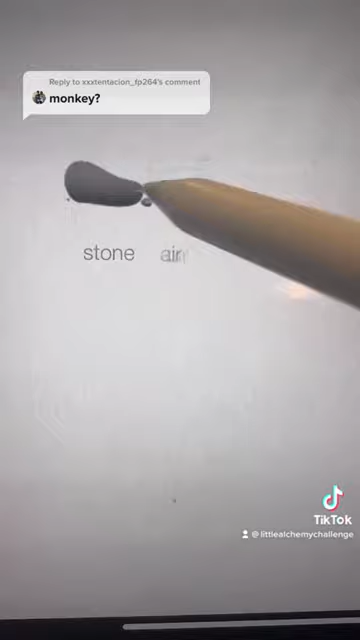 Reply to xxxtentacion_fp264's comment
monkey?
stone air
TikTok
@littlealchemychallenge